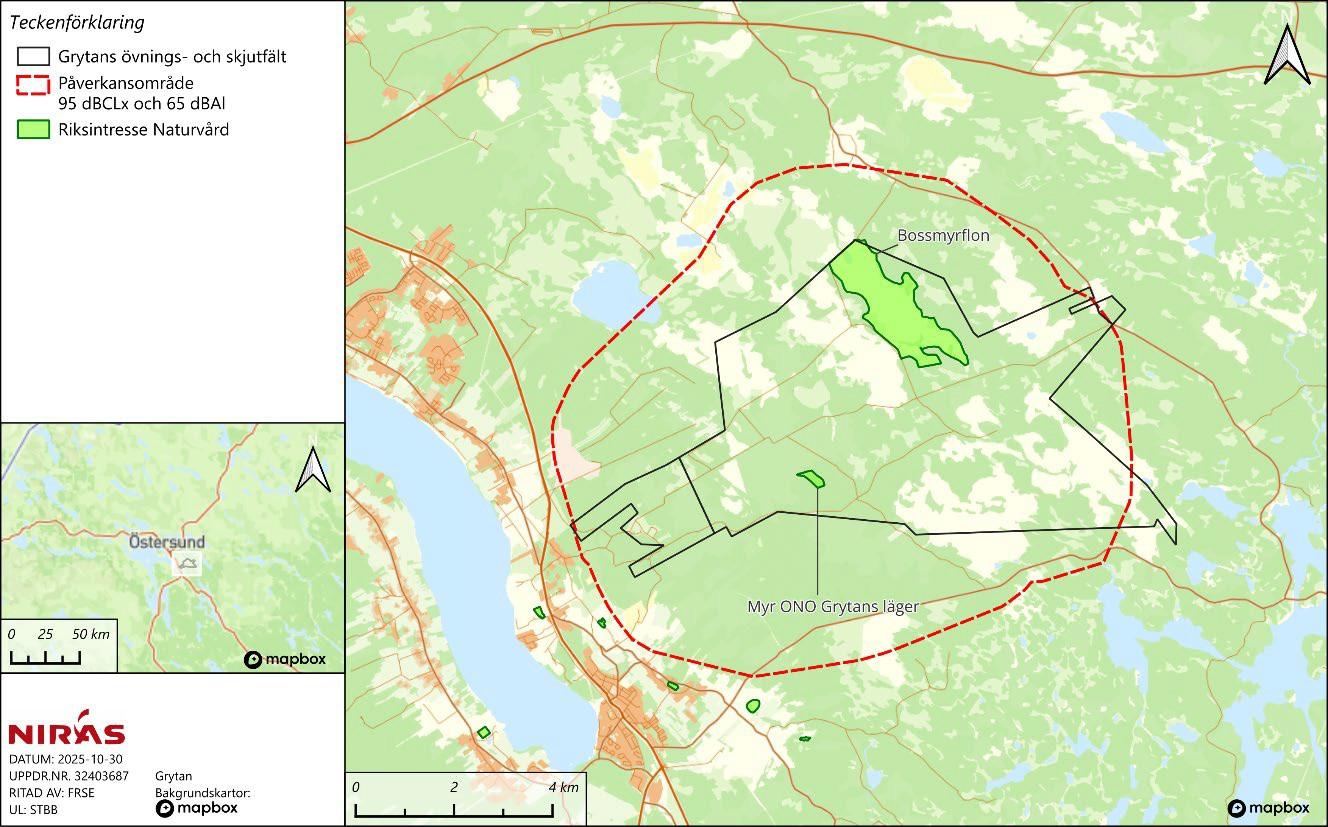 Teckenförklaring
Grytans övnings- och skjutfält
Påverkansområde
95 dBCLx och 65 dBAI
Riksintresse Naturvård
Bossmyrflon
Myr ONO Grytans läger
Östersund
0 25 50 km
mapbox
NIRAS
DATUM: 2025-10-30
UPPDR.NR. 32403687
RITAD AV: FRSE
UL: STBB
Grytan
Bakgrundskartor:
mapbox
0 2 4 km
mapbox